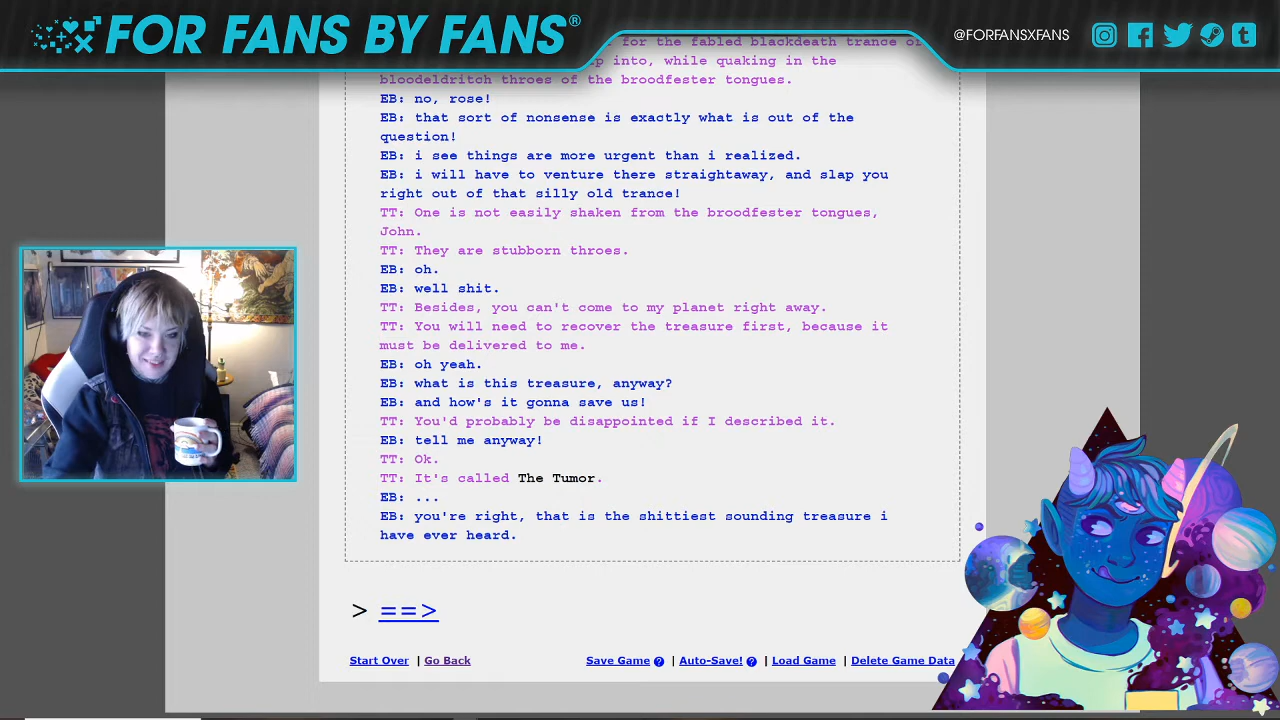 FOR FANS BY FANS®
@FORFANSXFANS
for the fabled blackdeath trance of
into, while quaking in the
bloodeldritch throes of the broodfester tongues.
EB: no, rose!
EB: that sort of nonsense is exactly what is out of the
question!
EB: i see things are more urgent than i realized.
EB: i will have to venture there straightaway, and slap you
right out of that silly old trance!
TT: One is not easily shaken from the broodfester tongues,
John.
TT: They are stubborn throes.
EB: oh.
EB: well shit.
TT: Besides, you can't come to my planet right away.
TT: You will need to recover the treasure first, because it
must be delivered to me.
EB: oh yeah.
EB: what is this treasure, anyway?
EB: and how's it gonna save us!
TT: You'd probably be disappointed if I described it.
EB: tell me anyway!
TT: Ok.
TT: It's called The Tumor.
EB: ...
EB: you're right, that is the shittiest sounding treasure i
have ever heard.
> ==>
Start Over | Go Back Save Game ? | Auto-Save! ? | Load Game | Delete Game Data